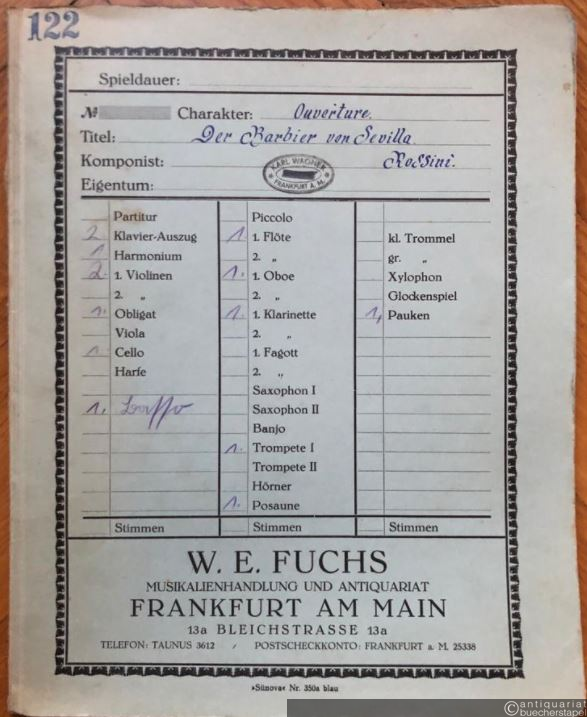 122
Spieldauer:
№ Charakter: Ouvertüre.
Titel: Der Barbier von Sevilla.
Komponist: Rossini.
KARL WAGNER
FRANKFURT A. M.
Eigentum:
Partitur
2 Klavier-Auszug
1 Harmonium
2. 1. Violinen
2. „
1. Obligat
Viola
1. Cello
Harfe
1.
Stimmen
Piccolo
1 1. Flöte
2. „
1. 1. Oboe
2. „
1. 1. Klarinette
2. „
1. Fagott
2. „
Saxophon I
Saxophon II
Banjo
1. Trompete I
Trompete II
Hörner
1. Posaune
Stimmen
kl. Trommel
gr. „
Xylophon
Glockenspiel
1, Pauken
Stimmen
W. E. FUCHS
MUSIKALIENHANDLUNG UND ANTIQUARIAT
FRANKFURT AM MAIN
13a BLEICHSTRASSE 13a
TELEFON: TAUNUS 3612 / POSTSCHECKKONTO: FRANKFURT a. M. 25338
»Sünova« Nr. 350a blau
©antiquariat
buecherstapel